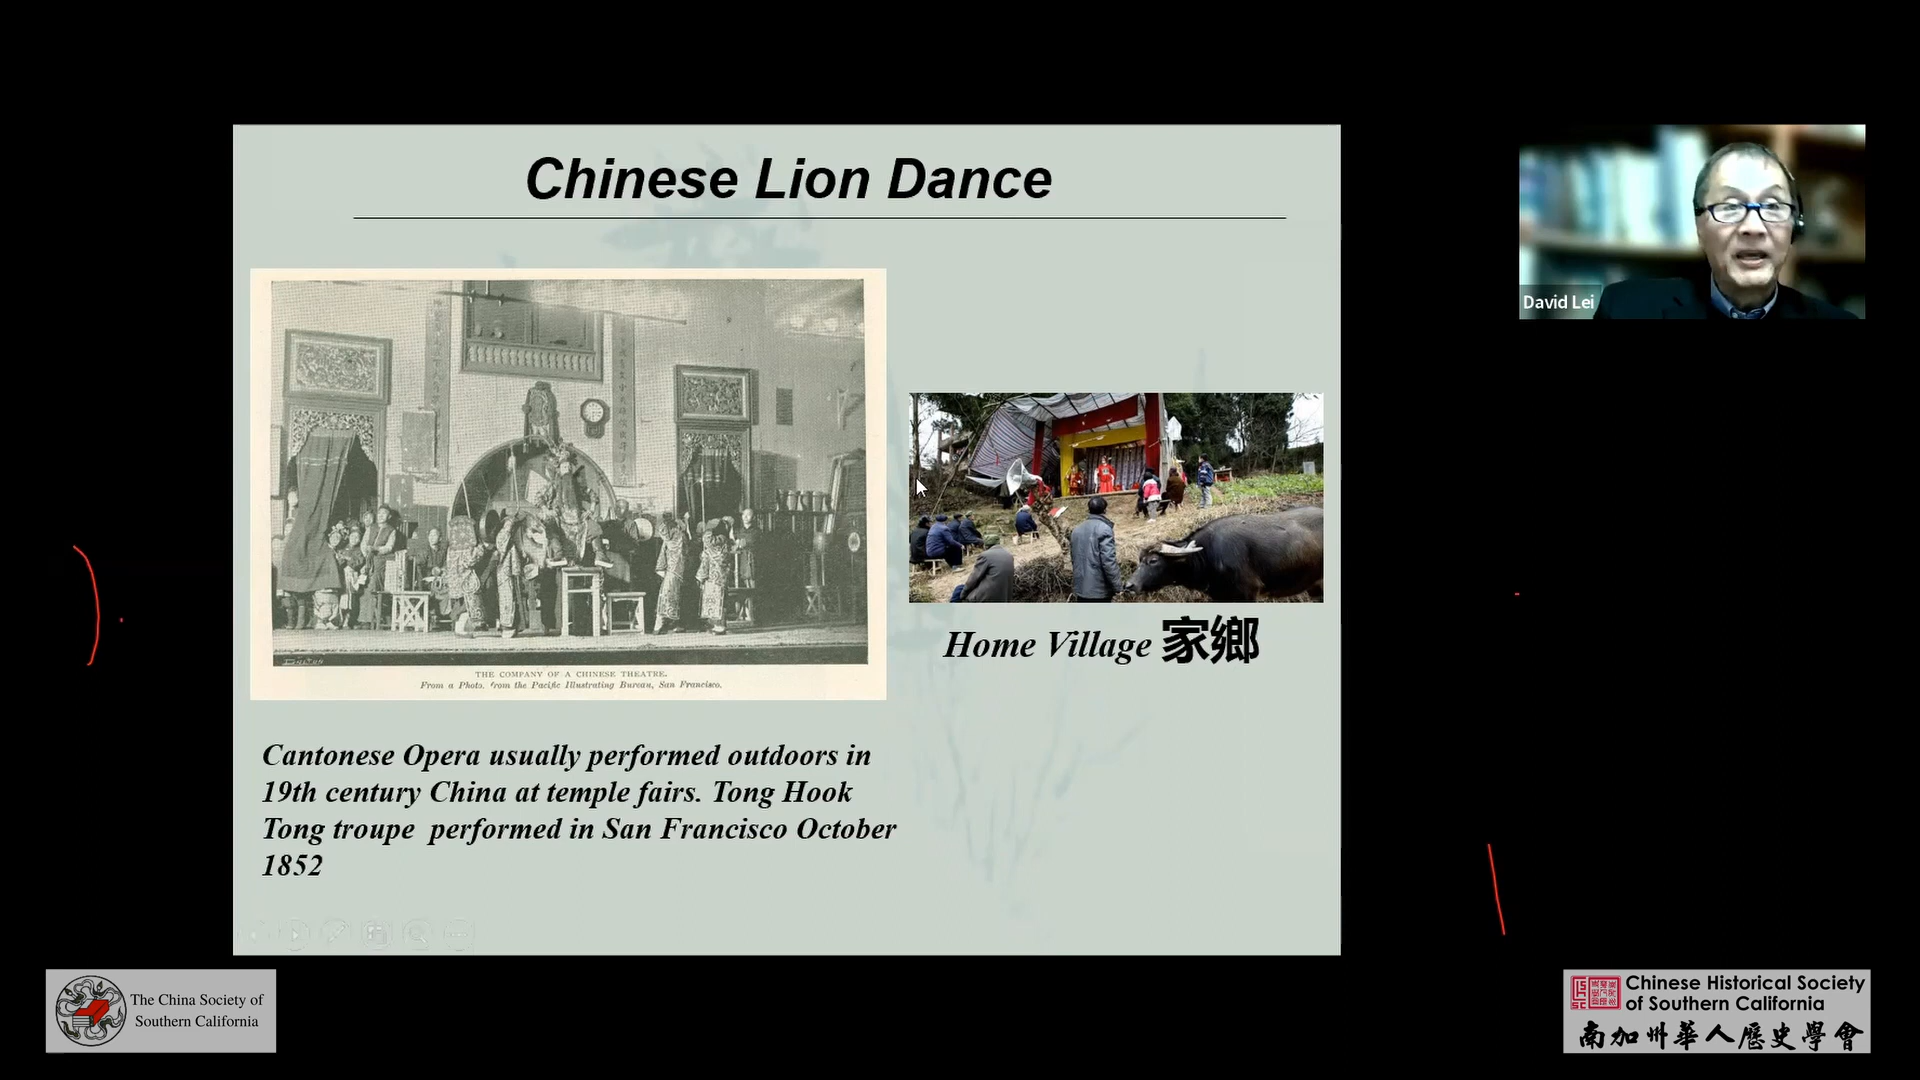 Chinese Lion Dance
David Lei
THE COMPANY OF A CHINESE THEATRE.
From a Photo. from the Pacific Illustrating Bureau, San Francisco.
Home Village 家鄉
Cantonese Opera usually performed outdoors in
19th century China at temple fairs. Tong Hook
Tong troupe performed in San Francisco October
1852
The China Society of
Southern California
Chinese Historical Society
of Southern California
南加州華人歷史學會